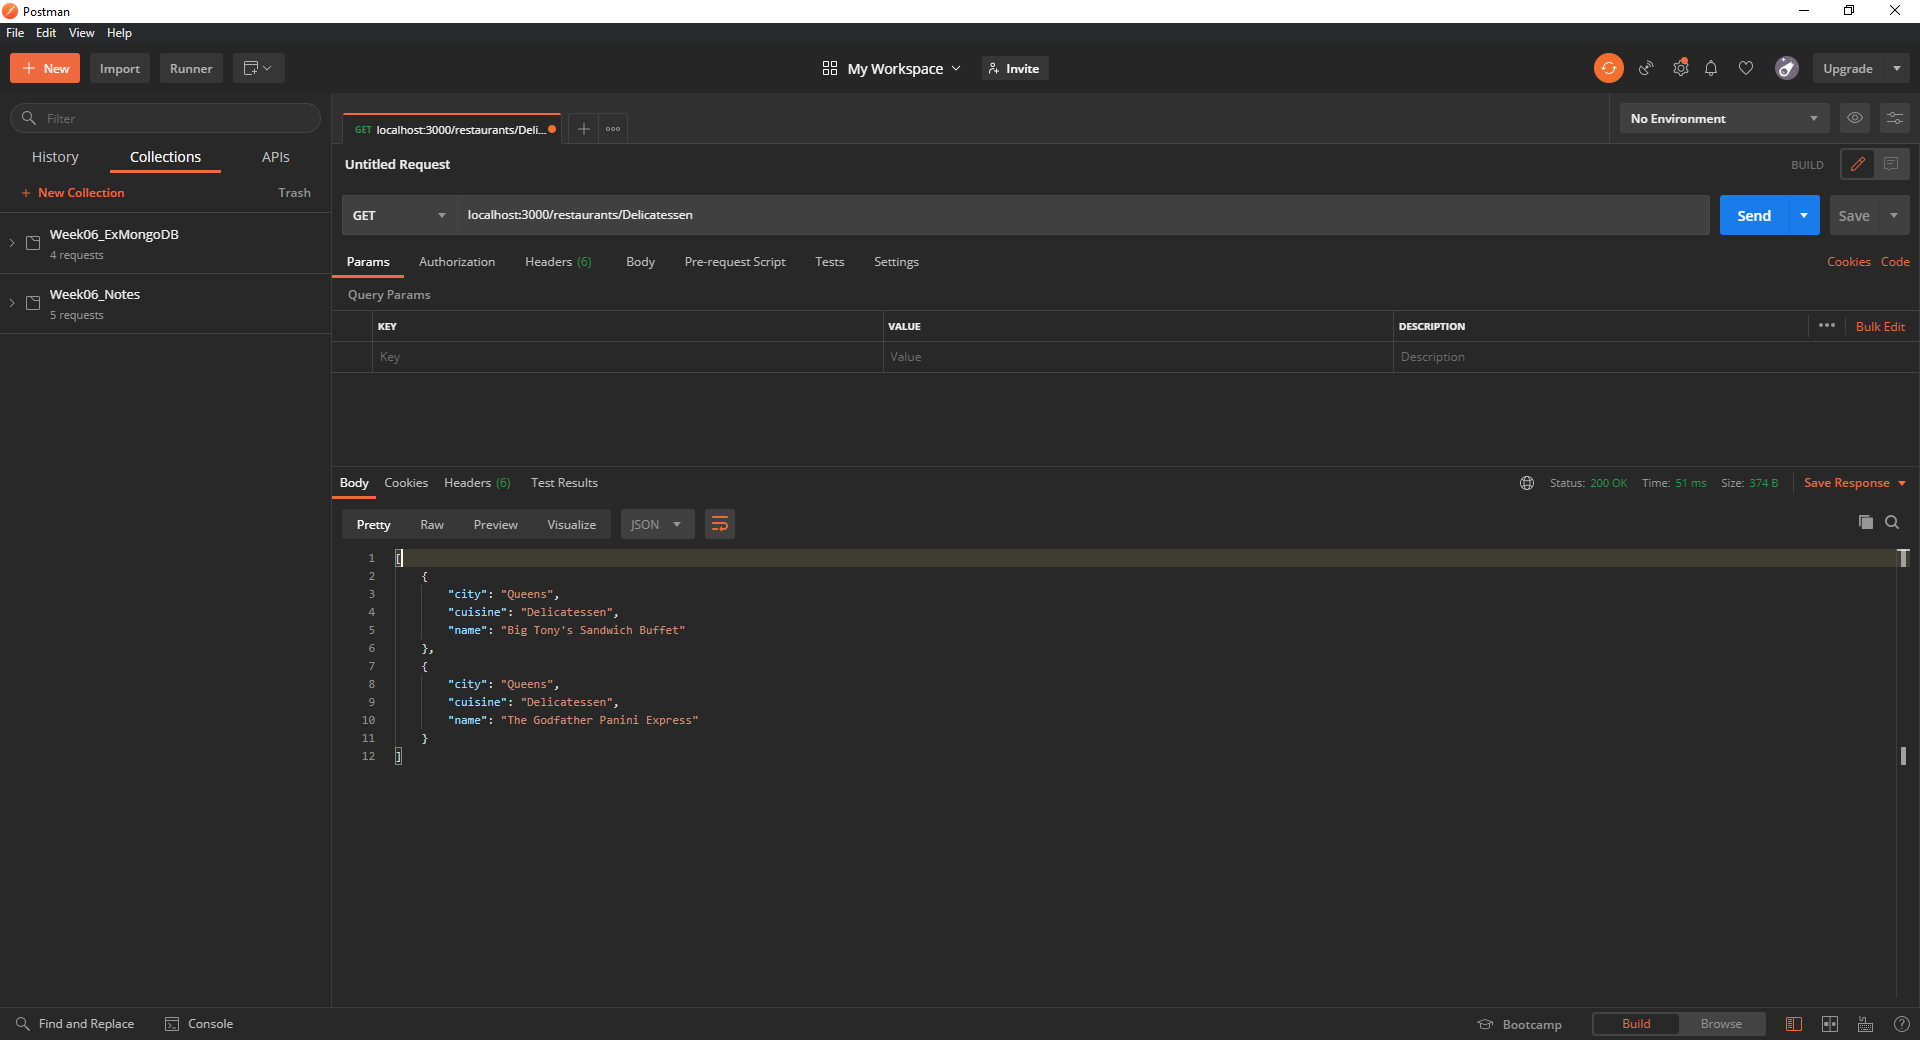 Postman
File Edit View Help
New Import Runner My Workspace Invite Upgrade
Filter
History Collections APIs
New Collection Trash
Week06_ExMongoDB
4 requests
Week06_Notes
5 requests
GET localhost:3000/restaurants/Deli... No Environment
Untitled Request BUILD
GET localhost:3000/restaurants/Delicatessen Send Save
Params Authorization Headers (6) Body Pre-request Script Tests Settings Cookies Code
Query Params
KEY VALUE DESCRIPTION Bulk Edit
Key Value Description
Body Cookies Headers (6) Test Results Status: 200 OK Time: 51 ms Size: 374 B Save Response
Pretty Raw Preview Visualize JSON
1 [
2 {
3 "city": "Queens",
4 "cuisine": "Delicatessen",
5 "name": "Big Tony's Sandwich Buffet"
6 },
7 {
8 "city": "Queens",
9 "cuisine": "Delicatessen",
10 "name": "The Godfather Panini Express"
11 }
12 ]
Find and Replace Console Bootcamp Build Browse